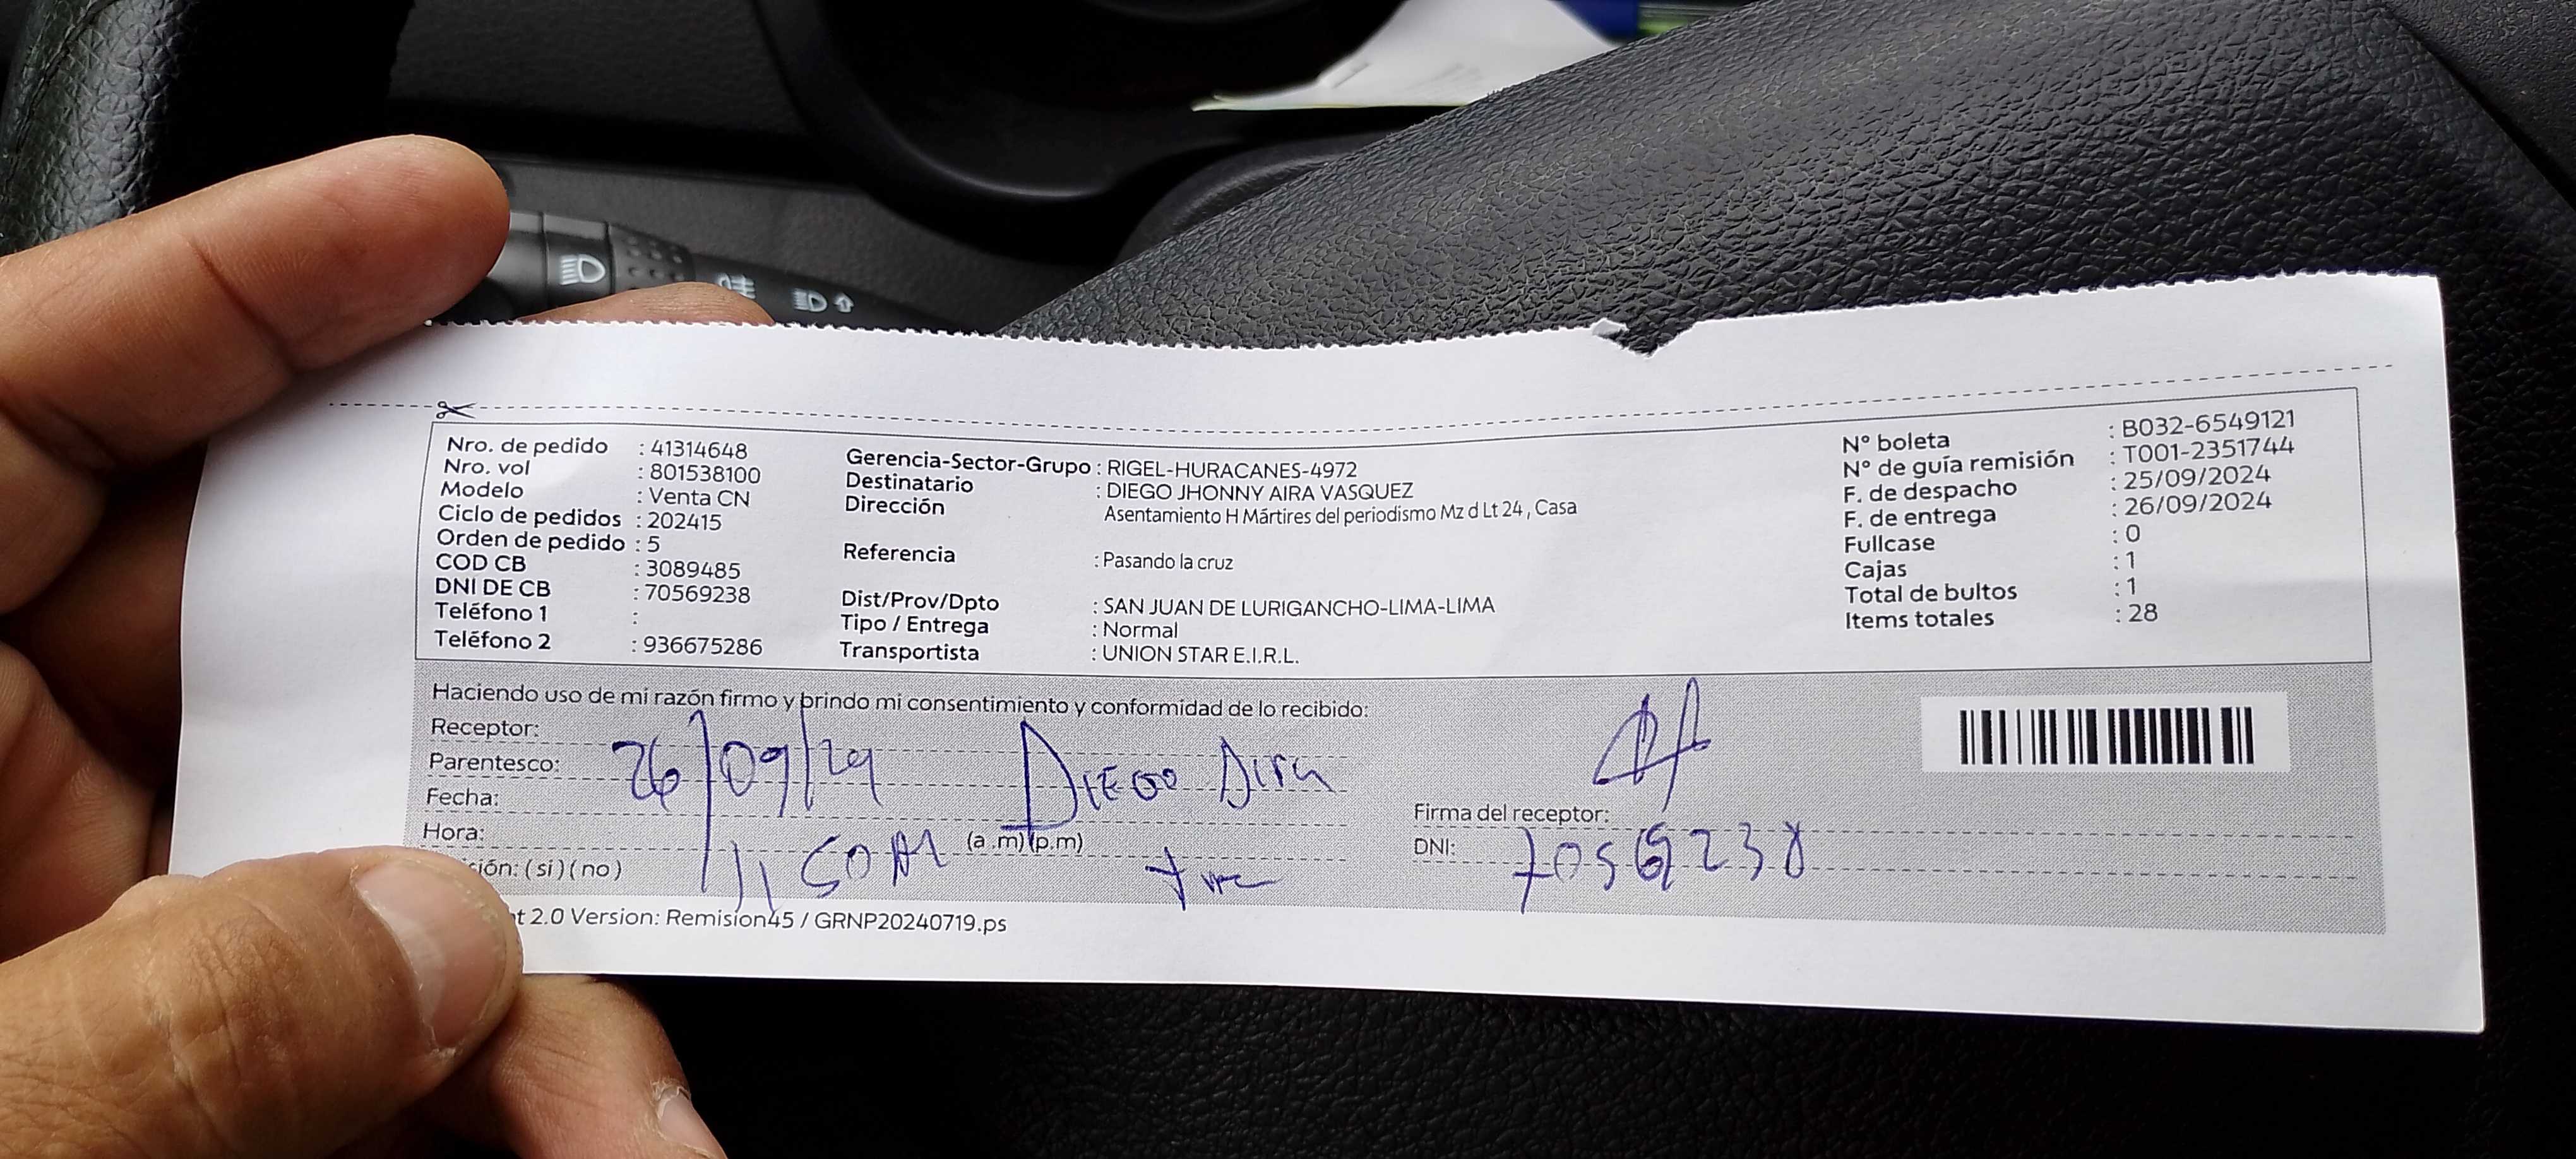 Nro. de pedido : 41314648
Nro. vol : 801538100
Modelo : Venta CN
Ciclo de pedidos : 202415
Orden de pedido : 5
COD CB : 3089485
DNI DE CB : 70569238
Teléfono 1 :
Teléfono 2 : 936675286
Gerencia-Sector-Grupo : RIGEL-HURACANES-4972
Destinatario : DIEGO JHONNY AIRA VASQUEZ
Dirección
Asentamiento H Mártires del periodismo Mz d Lt 24 , Casa
Referencia : Pasando la cruz
Dist/Prov/Dpto : SAN JUAN DE LURIGANCHO-LIMA-LIMA
Tipo / Entrega : Normal
Transportista : UNION STAR E.I.R.L.
N° boleta : B032-6549121
N° de guía remisión : T001-2351744
F. de despacho : 25/09/2024
F. de entrega : 26/09/2024
Fullcase : 0
Cajas : 1
Total de bultos : 1
Items totales : 28
Haciendo uso de mi razón firmo y brindo mi consentimiento y conformidad de lo recibido:
Receptor:
Parentesco:
26/09/24 DIEGO Aira
Fecha:
Hora: (a .m) (p.m)
11 50 AM
ión: ( si ) ( no )
Firma del receptor:
DNI: 70569238
t 2.0 Version: Remision45 / GRNP20240719.ps